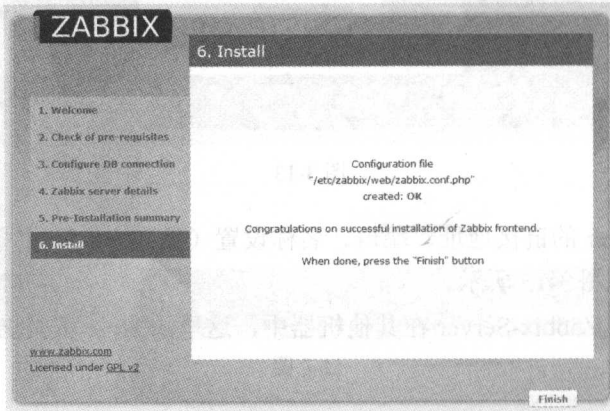 ZABBIX
6. Install
1. Welcome
2. Check of pre-requisites
3. Configure DB connection
4. Zabbix server details
5. Pre-Installation summary
6. Install
Configuration file
"/etc/zabbix/web/zabbix.conf.php"
created: OK
Congratulations on successful installation of Zabbix frontend.
When done, press the "Finish" button
www.zabbix.com
Licensed under GPL v2
Finish